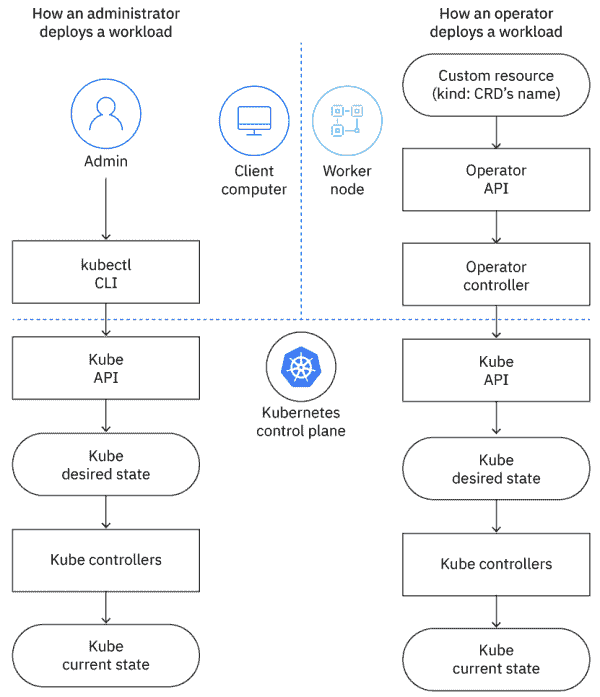 How an administrator
deploys a workload
How an operator
deploys a workload
Custom resource
(kind: CRD's name)
Admin
Client
computer
Worker
node
Operator
API
kubectl
CLI
Operator
controller
Kube
API
Kubernetes
control plane
Kube
API
Kube
desired state
Kube
desired state
Kube controllers
Kube controllers
Kube
current state
Kube
current state